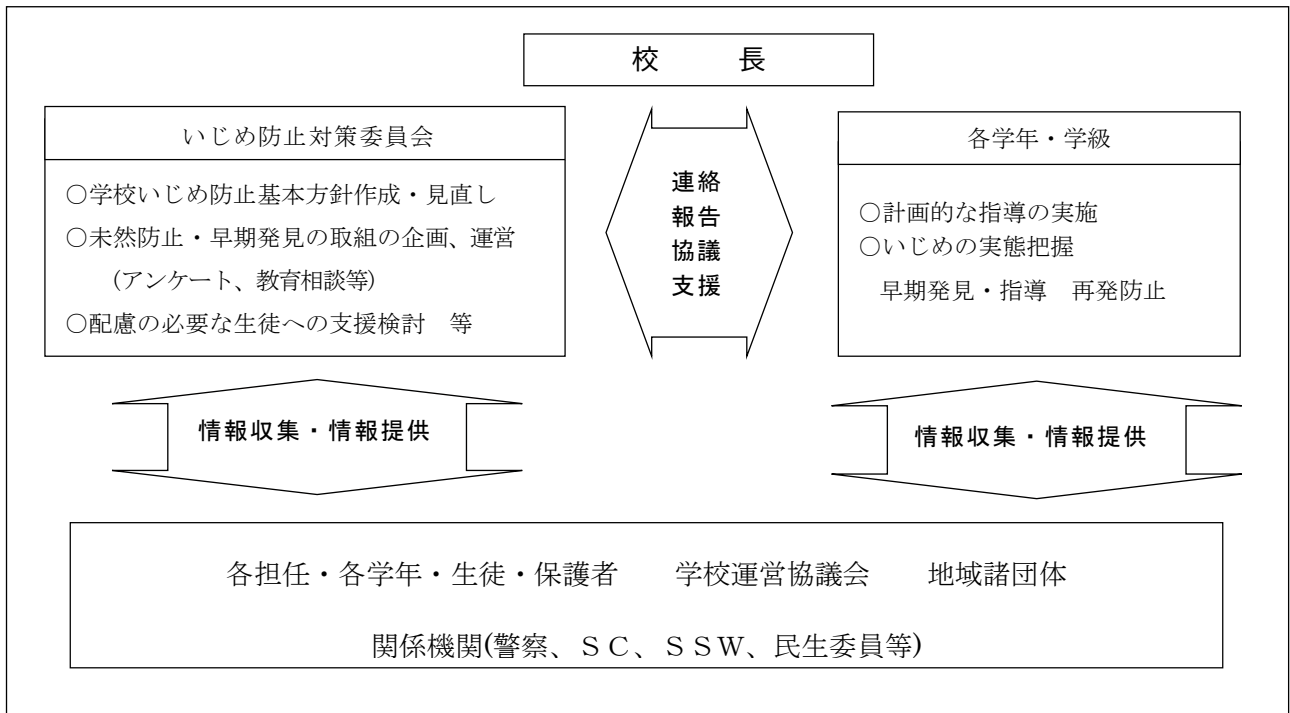 校　　長
いじめ防止対策委員会
○学校いじめ防止基本方針作成・見直し
○未然防止・早期発見の取組の企画、運営
(アンケート、教育相談等)
○配慮の必要な生徒への支援検討　等
連絡
報告
協議
支援
各学年・学級
○計画的な指導の実施
○いじめの実態把握
早期発見・指導　再発防止
情報収集・情報提供
情報収集・情報提供
各担任・各学年・生徒・保護者　　学校運営協議会　　地域諸団体
関係機関(警察、ＳＣ、ＳＳＷ、民生委員等)